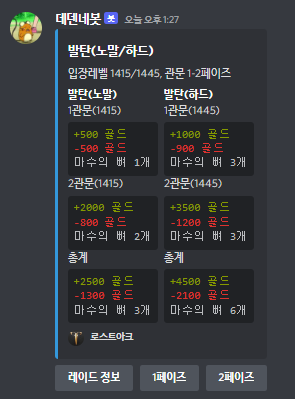 데덴네봇 봇 오늘 오후 1:27
발탄(노말/하드)
입장레벨 1415/1445, 관문 1-2페이즈
발탄(노말) 발탄(하드)
1관문(1415) 1관문(1445)
+500 골드 +1000 골드
-500 골드 -900 골드
마수의 뼈 1개 마수의 뼈 3개
2관문(1415) 2관문(1445)
+2000 골드 +3500 골드
-800 골드 -1200 골드
마수의 뼈 2개 마수의 뼈 3개
총계 총계
+2500 골드 +4500 골드
-1300 골드 -2100 골드
마수의 뼈 3개 마수의 뼈 6개
로스트아크
레이드 정보 1페이즈 2페이즈